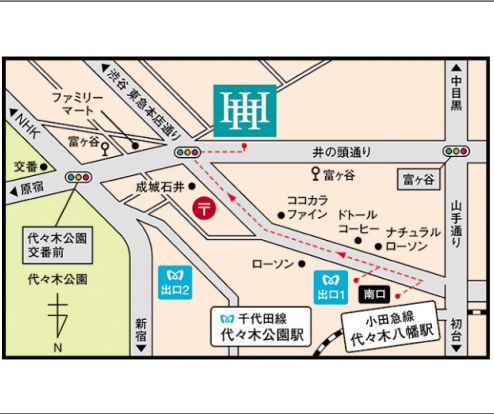 渋谷 東急本店通り
中目黒
ファミリー
マート
NHK
富ヶ谷
井の頭通り
交番
原宿
成城石井
富ヶ谷
富ヶ谷
ココカラ
ファイン
ドトール
コーヒー
ナチュラル
ローソン
山手通り
代々木公園
交番前
ローソン
代々木公園
出口2
出口1
南口
千代田線
代々木公園駅
小田急線
代々木八幡駅
新宿
初台
N